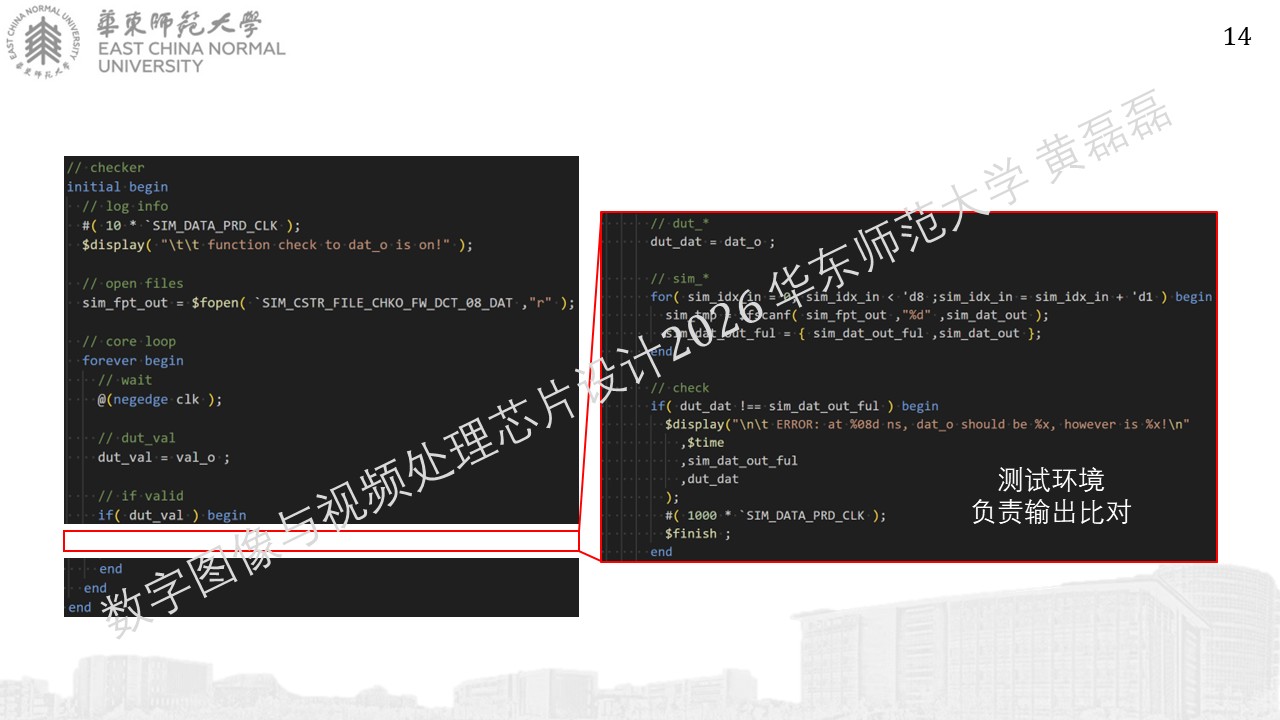 華東師範大學
EAST CHINA NORMAL
UNIVERSITY
14
// checker
initial begin
// log info
#( 10 * `SIM_DATA_PRD_CLK );
$display( "\t\t function check to dat_o is on!" );
// open files
sim_fpt_out = $fopen( `SIM_CSTR_FILE_CHKO_FW_DCT_08_DAT ,"r" );
// core loop
forever begin
// wait
@(negedge clk );
// dut_val
dut_val = val_o ;
// if valid
if( dut_val ) begin
end
end
end
// dut_*
dut_dat = dat_o ;
// sim_*
for( sim_idx_in = 0; sim_idx_in < 'd8 ;sim_idx_in = sim_idx_in + 'd1 ) begin
sim_tmp = $fscanf( sim_fpt_out ,"%d" ,sim_dat_out );
sim_dat_out_ful = { sim_dat_out_ful ,sim_dat_out };
end
// check
if( dut_dat !== sim_dat_out_ful ) begin
$display("\n\t ERROR: at %08d ns, dat_o should be %x, however is %x!\n"
,$time
,sim_dat_out_ful
,dut_dat
);
#( 1000 * `SIM_DATA_PRD_CLK );
$finish ;
end
测试环境
负责输出比对
数字图像与视频处理芯片设计2026 华东师范大学 黄磊磊